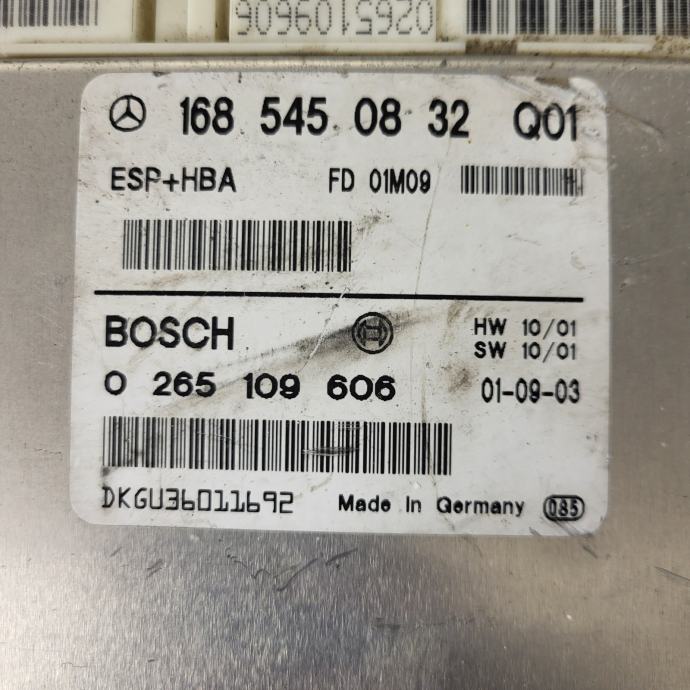 0265109606
168 545 08 32 Q01
ESP+HBA FD 01M09
BOSCH HW 10/01
SW 10/01
0 265 109 606 01-09-03
DKGU36011692 Made In Germany 085